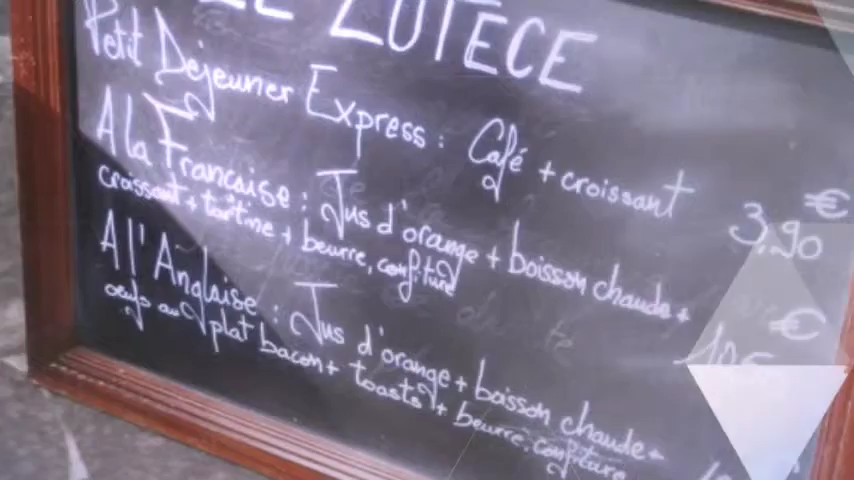 LUTECE
Petit Déjeuner Express : Café + croissant
3,90 €
A la Française : Jus d'orange + boisson chaude +
croissant + tartine + beurre, confiture
€
A l'Anglaise : Jus d'orange + boisson chaude +
oeufs au plat bacon + toasts + beurre, confiture